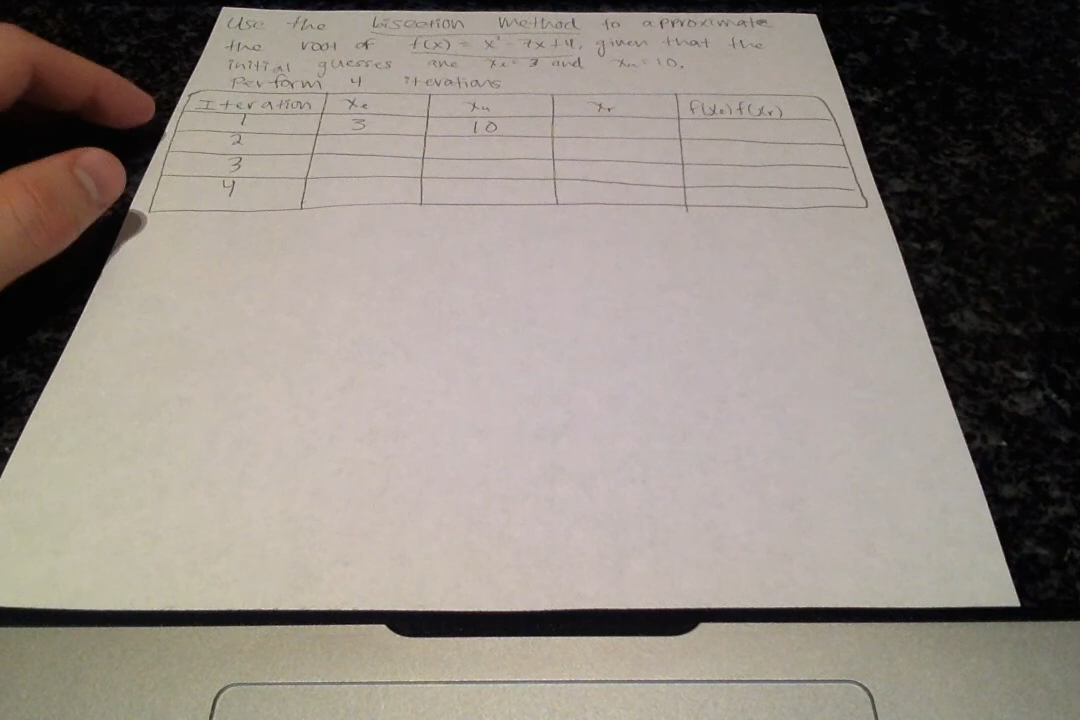 Use the bisection method to approximate
the root of f(x) = x² - 7x + 4, given that the
initial guesses are xₗ = 3 and xᵤ = 10.
Perform 4 iterations
Iteration xₗ xᵤ xᵣ f(xₗ)f(xᵣ)
1 3 10
2
3
4